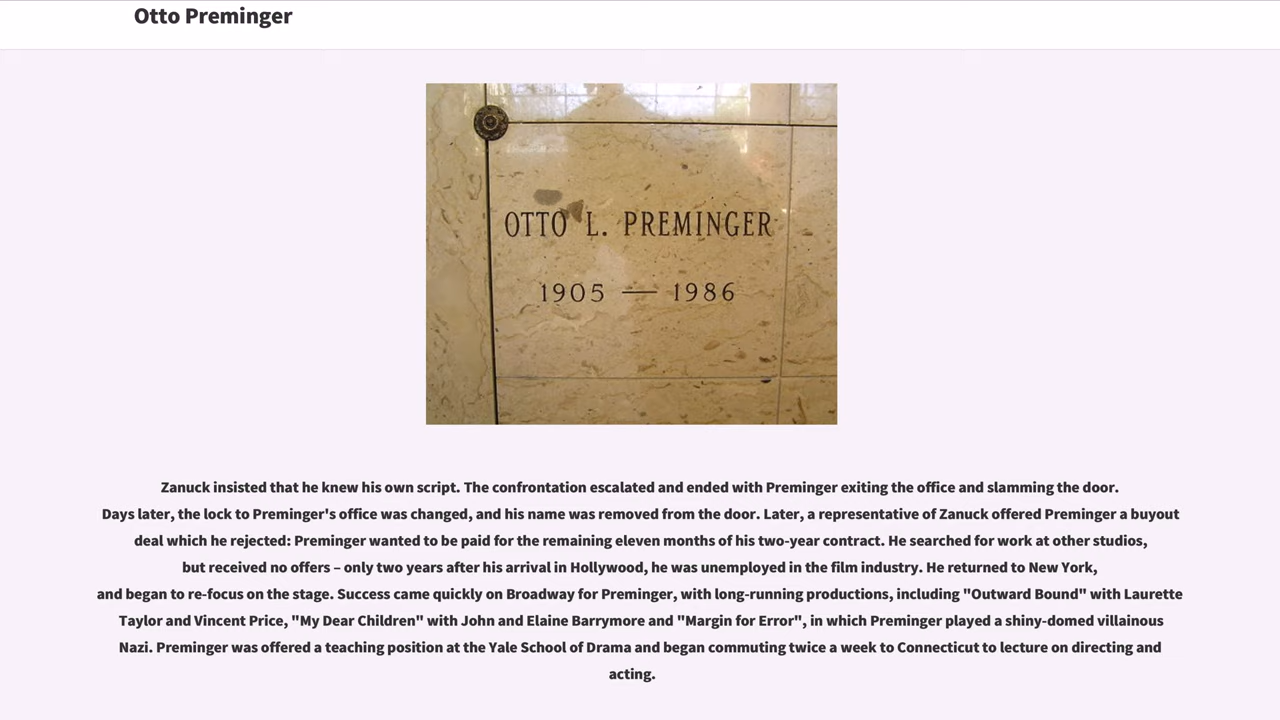 Otto Preminger
OTTO L. PREMINGER
1905 — 1986
Zanuck insisted that he knew his own script. The confrontation escalated and ended with Preminger exiting the office and slamming the door.
Days later, the lock to Preminger's office was changed, and his name was removed from the door. Later, a representative of Zanuck offered Preminger a buyout
deal which he rejected: Preminger wanted to be paid for the remaining eleven months of his two-year contract. He searched for work at other studios,
but received no offers – only two years after his arrival in Hollywood, he was unemployed in the film industry. He returned to New York,
and began to re-focus on the stage. Success came quickly on Broadway for Preminger, with long-running productions, including "Outward Bound" with Laurette
Taylor and Vincent Price, "My Dear Children" with John and Elaine Barrymore and "Margin for Error", in which Preminger played a shiny-domed villainous
Nazi. Preminger was offered a teaching position at the Yale School of Drama and began commuting twice a week to Connecticut to lecture on directing and
acting.